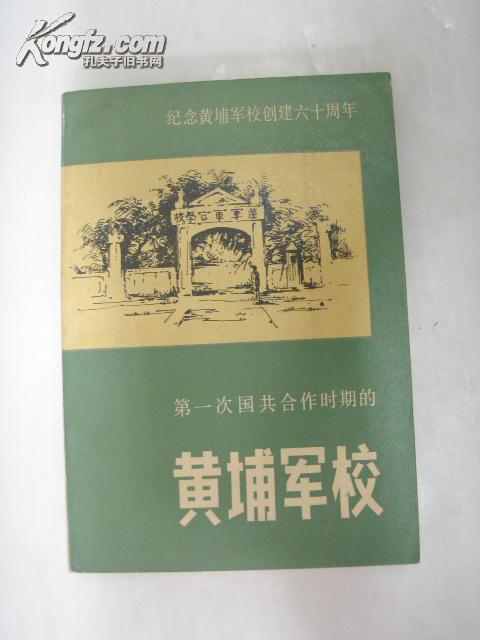 Kongfz.com
孔夫子旧书网
纪念黄埔军校创建六十周年
校學官軍軍陸
第一次国共合作时期的
黄埔军校